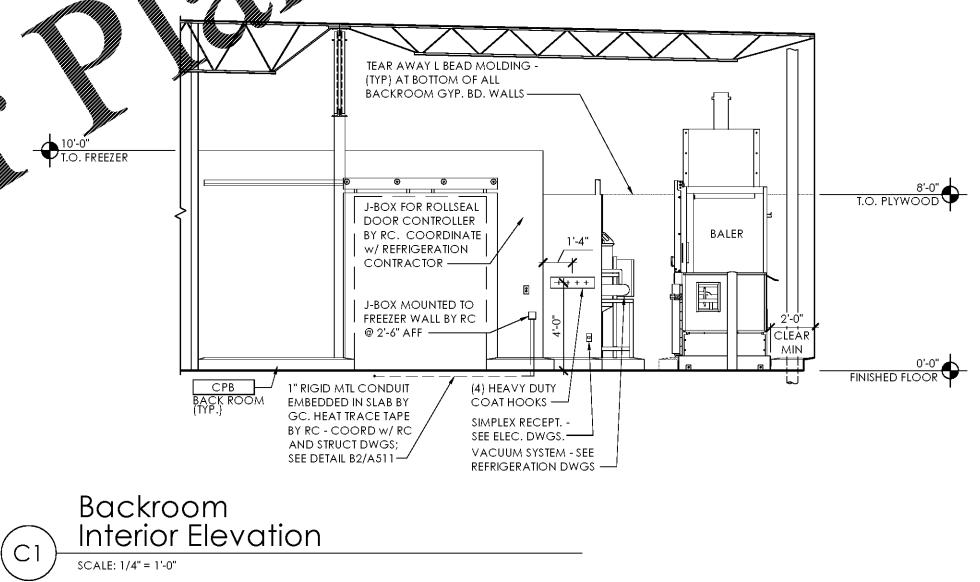 TEAR AWAY L BEAD MOLDING -
(TYP) AT BOTTOM OF ALL
BACKROOM GYP. BD. WALLS
10'-0"
T.O. FREEZER
8'-0"
T.O. PLYWOOD
J-BOX FOR ROLLSEAL
DOOR CONTROLLER
BY RC. COORDINATE
w/ REFRIGERATION
CONTRACTOR
1'-4"
BALER
J-BOX MOUNTED TO
FREEZER WALL BY RC
@ 2'-6" AFF
4'-0"
2'-0"
CLEAR
MIN
0'-0"
FINISHED FLOOR
CPB
BACK ROOM
(TYP.)
1" RIGID MTL CONDUIT
EMBEDDED IN SLAB BY
GC. HEAT TRACE TAPE
BY RC - COORD w/ RC
AND STRUCT DWGS;
SEE DETAIL B2/A511
(4) HEAVY DUTY
COAT HOOKS
SIMPLEX RECEPT. -
SEE ELEC. DWGS.
VACUUM SYSTEM - SEE
REFRIGERATION DWGS
Backroom
Interior Elevation
C1
SCALE: 1/4" = 1'-0"